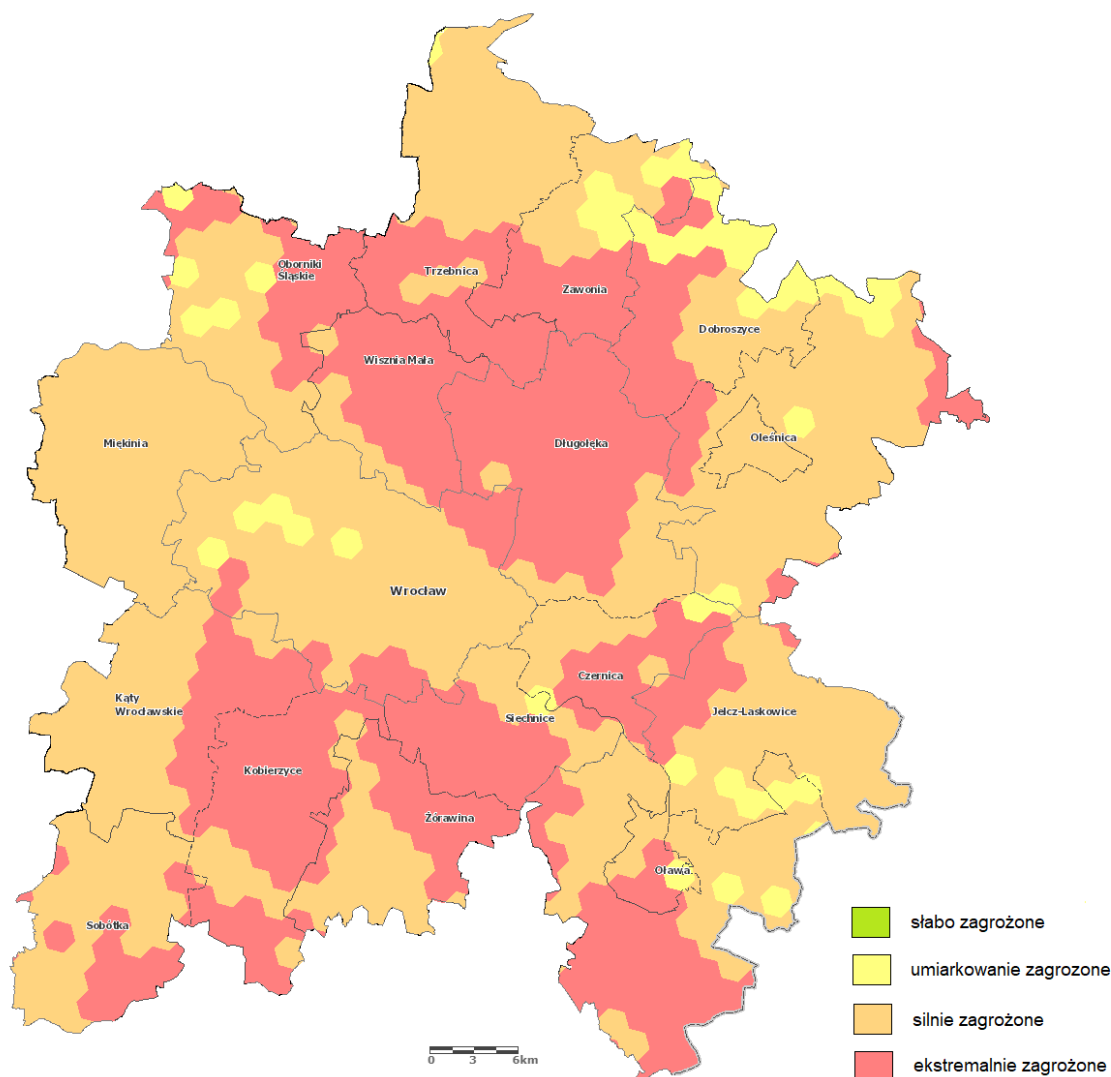 Oborniki
Śląskie
Trzebnica
Zawonia
Dobroszyce
Wisznia Mała
Miękinia
Długołęka
Oleśnica
Wrocław
Czernica
Kąty
Wrocławskie
Siechnice
Jelcz-Laskowice
Kobierzyce
Żórawina
Oława
Sobótka
słabo zagrożone
umiarkowanie zagrozone
silnie zagrożone
ekstremalnie zagrożone
0 3 6km